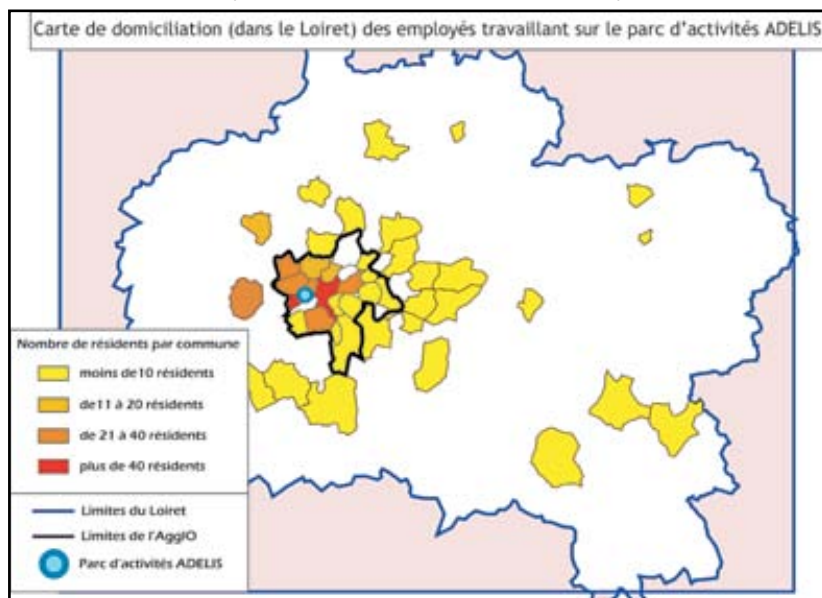 Carte de domiciliation (dans le Loiret) des employés travaillant sur le parc d'activités ADELIS
Nombre de résidents par commune
moins de10 résidents
de11 à 20 résidents
de 21 à 40 résidents
plus de 40 résidents
Limites du Loiret
Limites de l'AgglO
Parc d'activités ADELIS